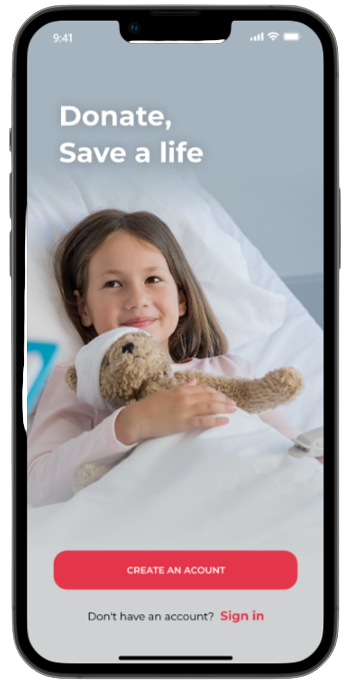 9:41
Donate,
Save a life
CREATE AN ACOUNT
Don't have an account? Sign in